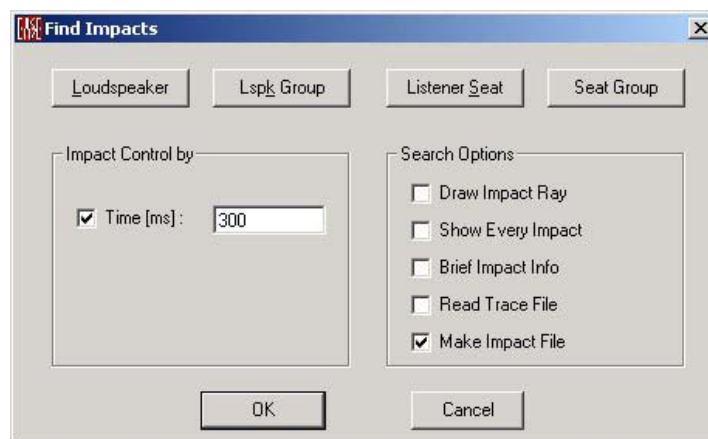 EASE Find Impacts
Loudspeaker Lspk Group Listener Seat Seat Group
Impact Control by
Time [ms] : 300
Search Options
Draw Impact Ray
Show Every Impact
Brief Impact Info
Read Trace File
Make Impact File
OK Cancel